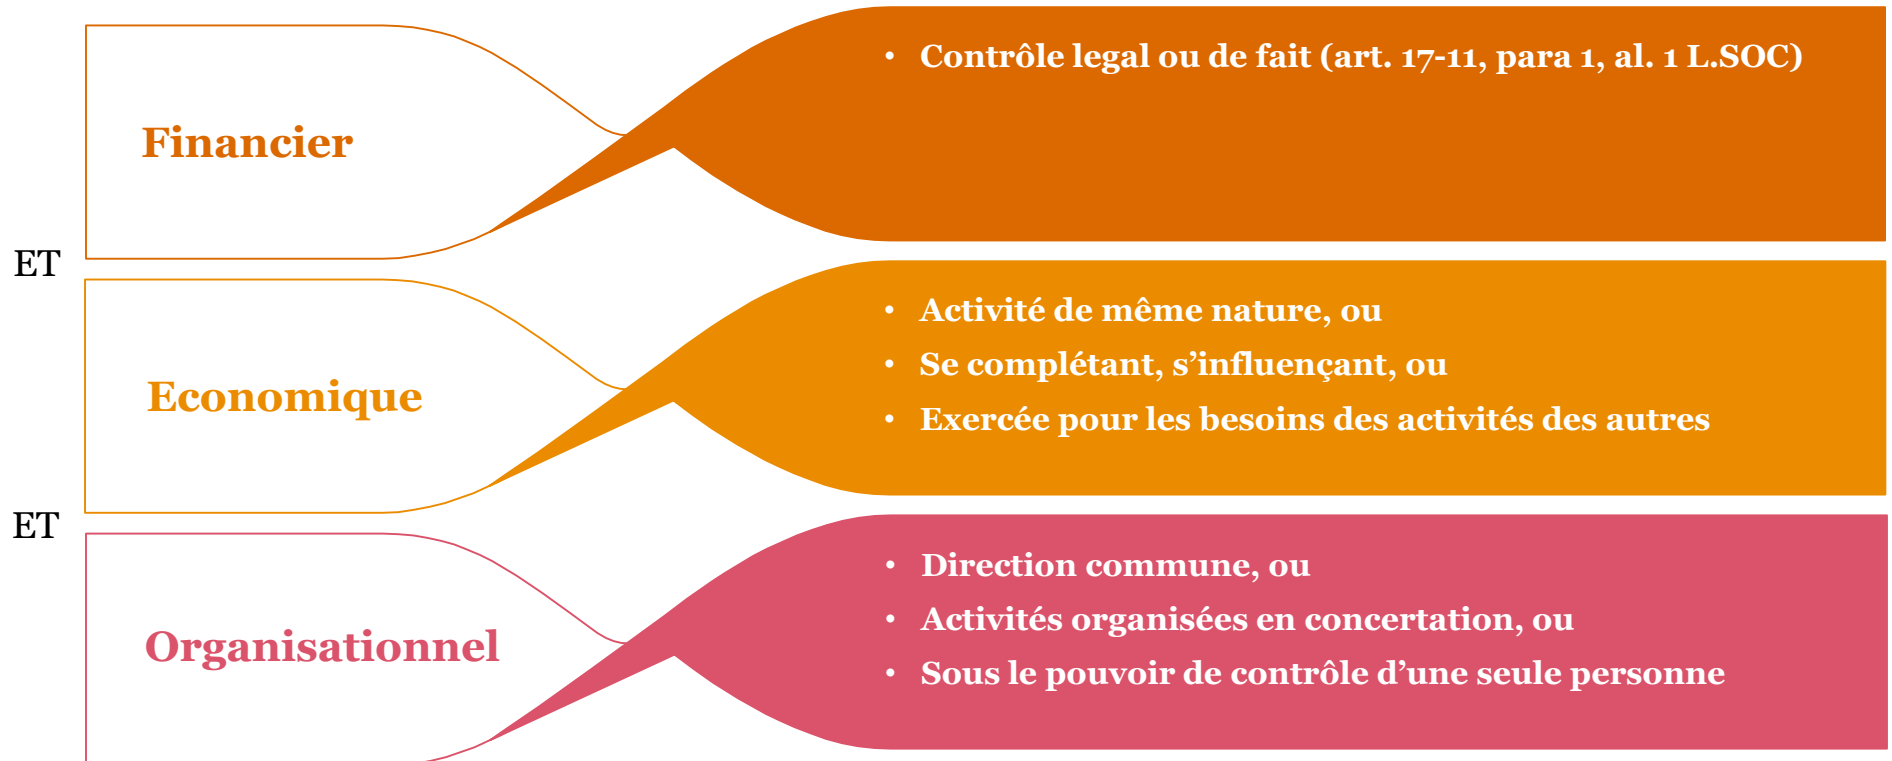 Financier
• Contrôle legal ou de fait (art. 17-11, para 1, al. 1 L.SOC)
ET
Economique
• Activité de même nature, ou
• Se complétant, s’influençant, ou
• Exercée pour les besoins des activités des autres
ET
Organisationnel
• Direction commune, ou
• Activités organisées en concertation, ou
• Sous le pouvoir de contrôle d’une seule personne